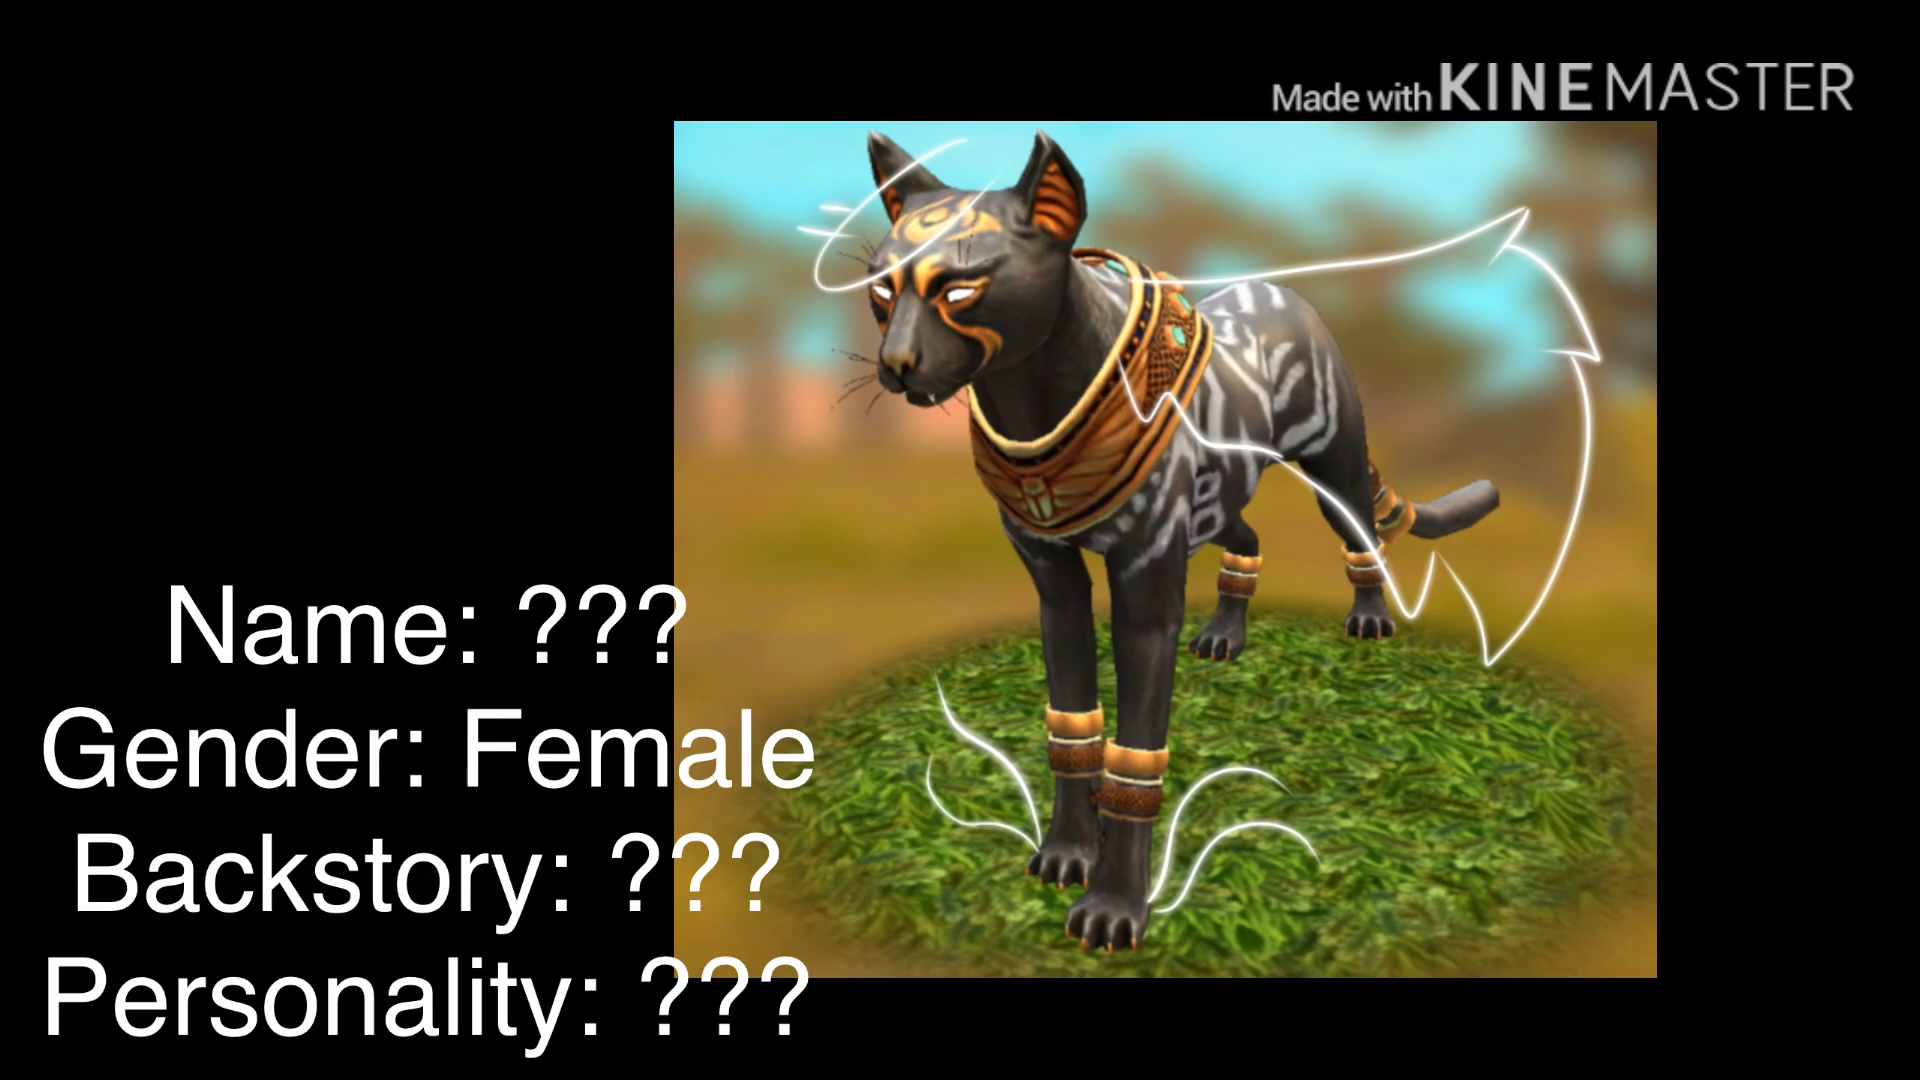 Made with KINEMASTER
Name: ???
Gender: Female
Backstory: ???
Personality: ???